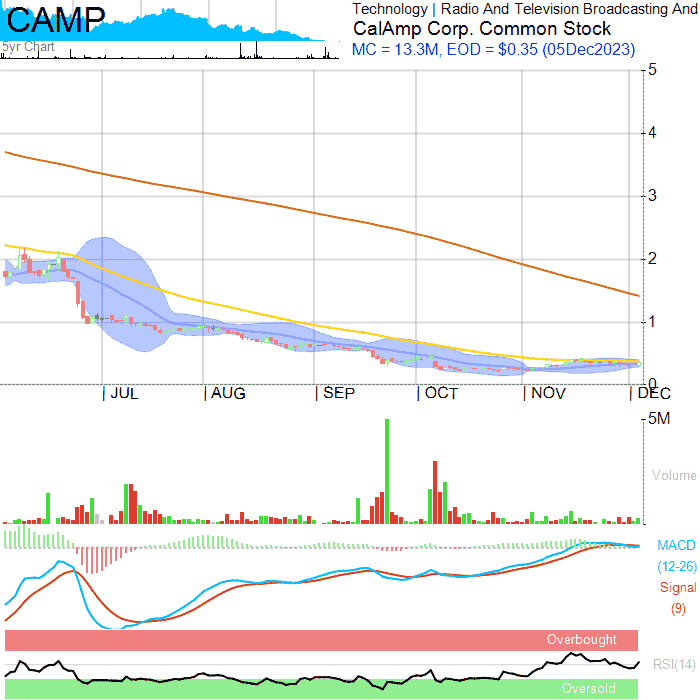 CAMP
5yr Chart
Technology | Radio And Television Broadcasting And
CalAmp Corp. Common Stock
MC = 13.3M, EOD = $0.35 (05Dec2023)
5
4
3
2
1
0
JUL AUG SEP OCT NOV DEC
5M
Volume
MACD
(12-26)
Signal
(9)
Overbought
RSI(14)
Oversold